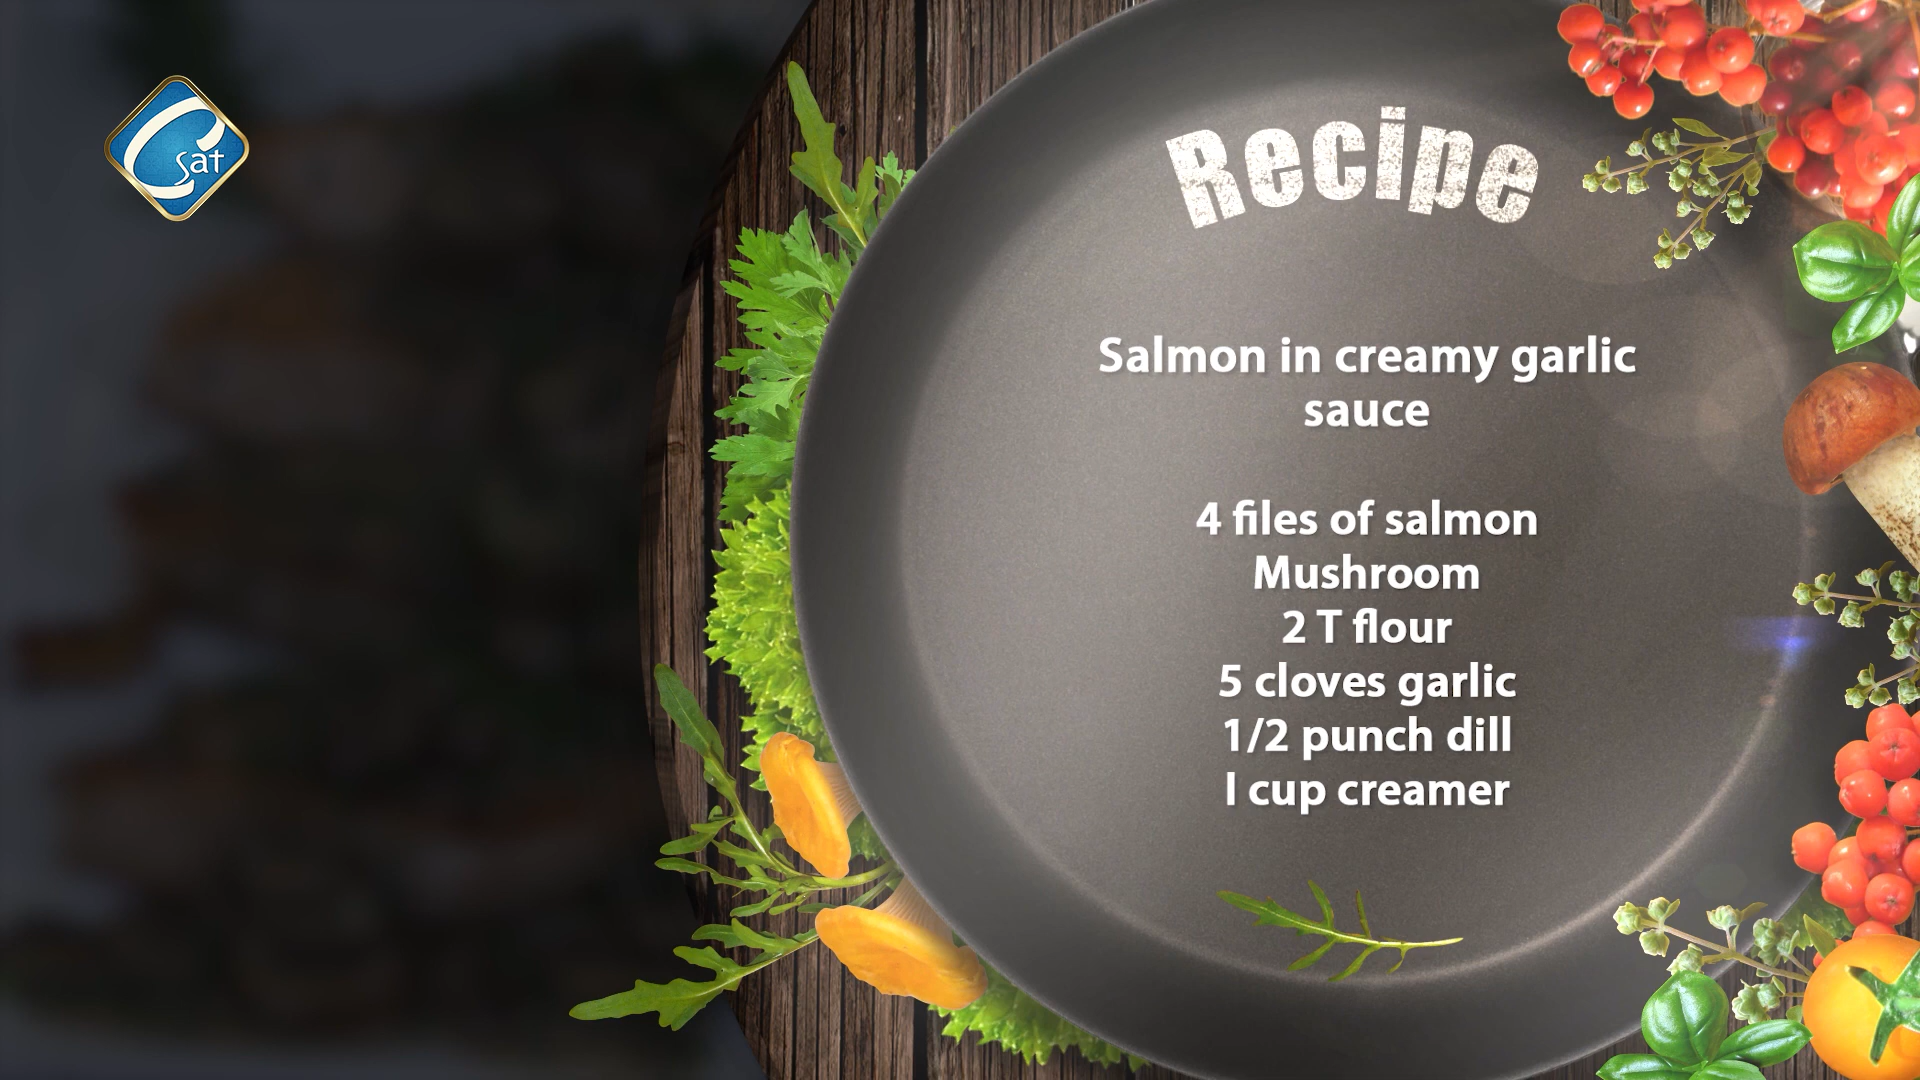 C Sat
Recipe
Salmon in creamy garlic
sauce
4 files of salmon
Mushroom
2 T flour
5 cloves garlic
1/2 punch dill
I cup creamer